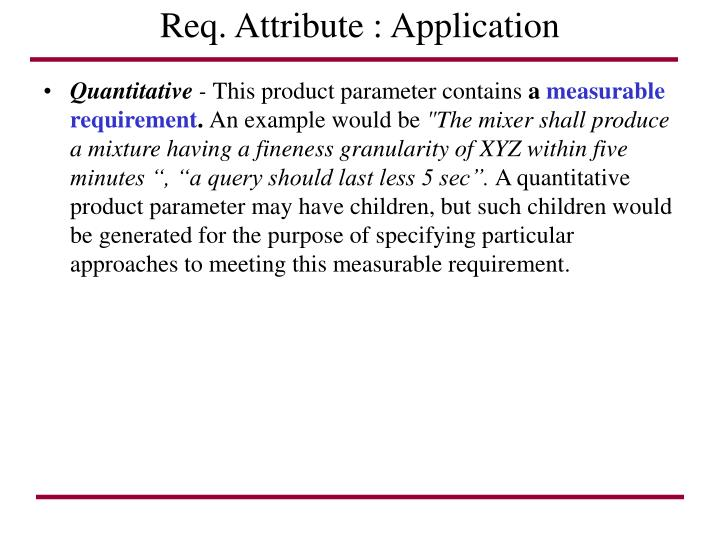 Req. Attribute : Application
• Quantitative - This product parameter contains a measurable
requirement. An example would be "The mixer shall produce
a mixture having a fineness granularity of XYZ within five
minutes “, “a query should last less 5 sec”. A quantitative
product parameter may have children, but such children would
be generated for the purpose of specifying particular
approaches to meeting this measurable requirement.